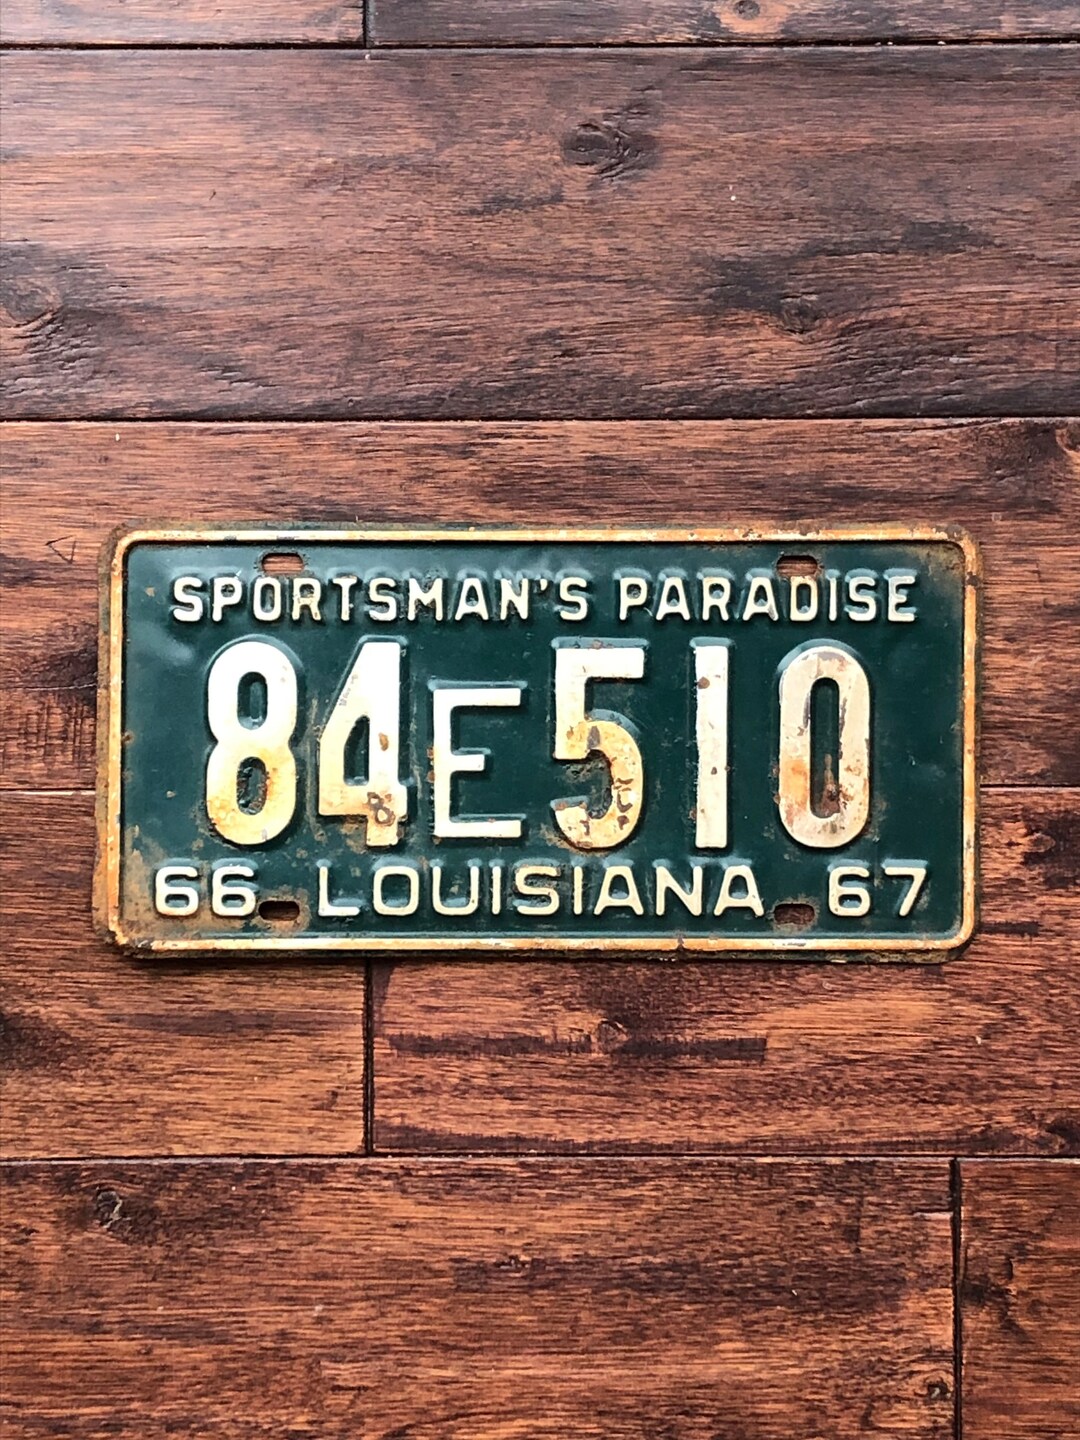 SPORTSMAN'S PARADISE
84E510
66 LOUISIANA 67